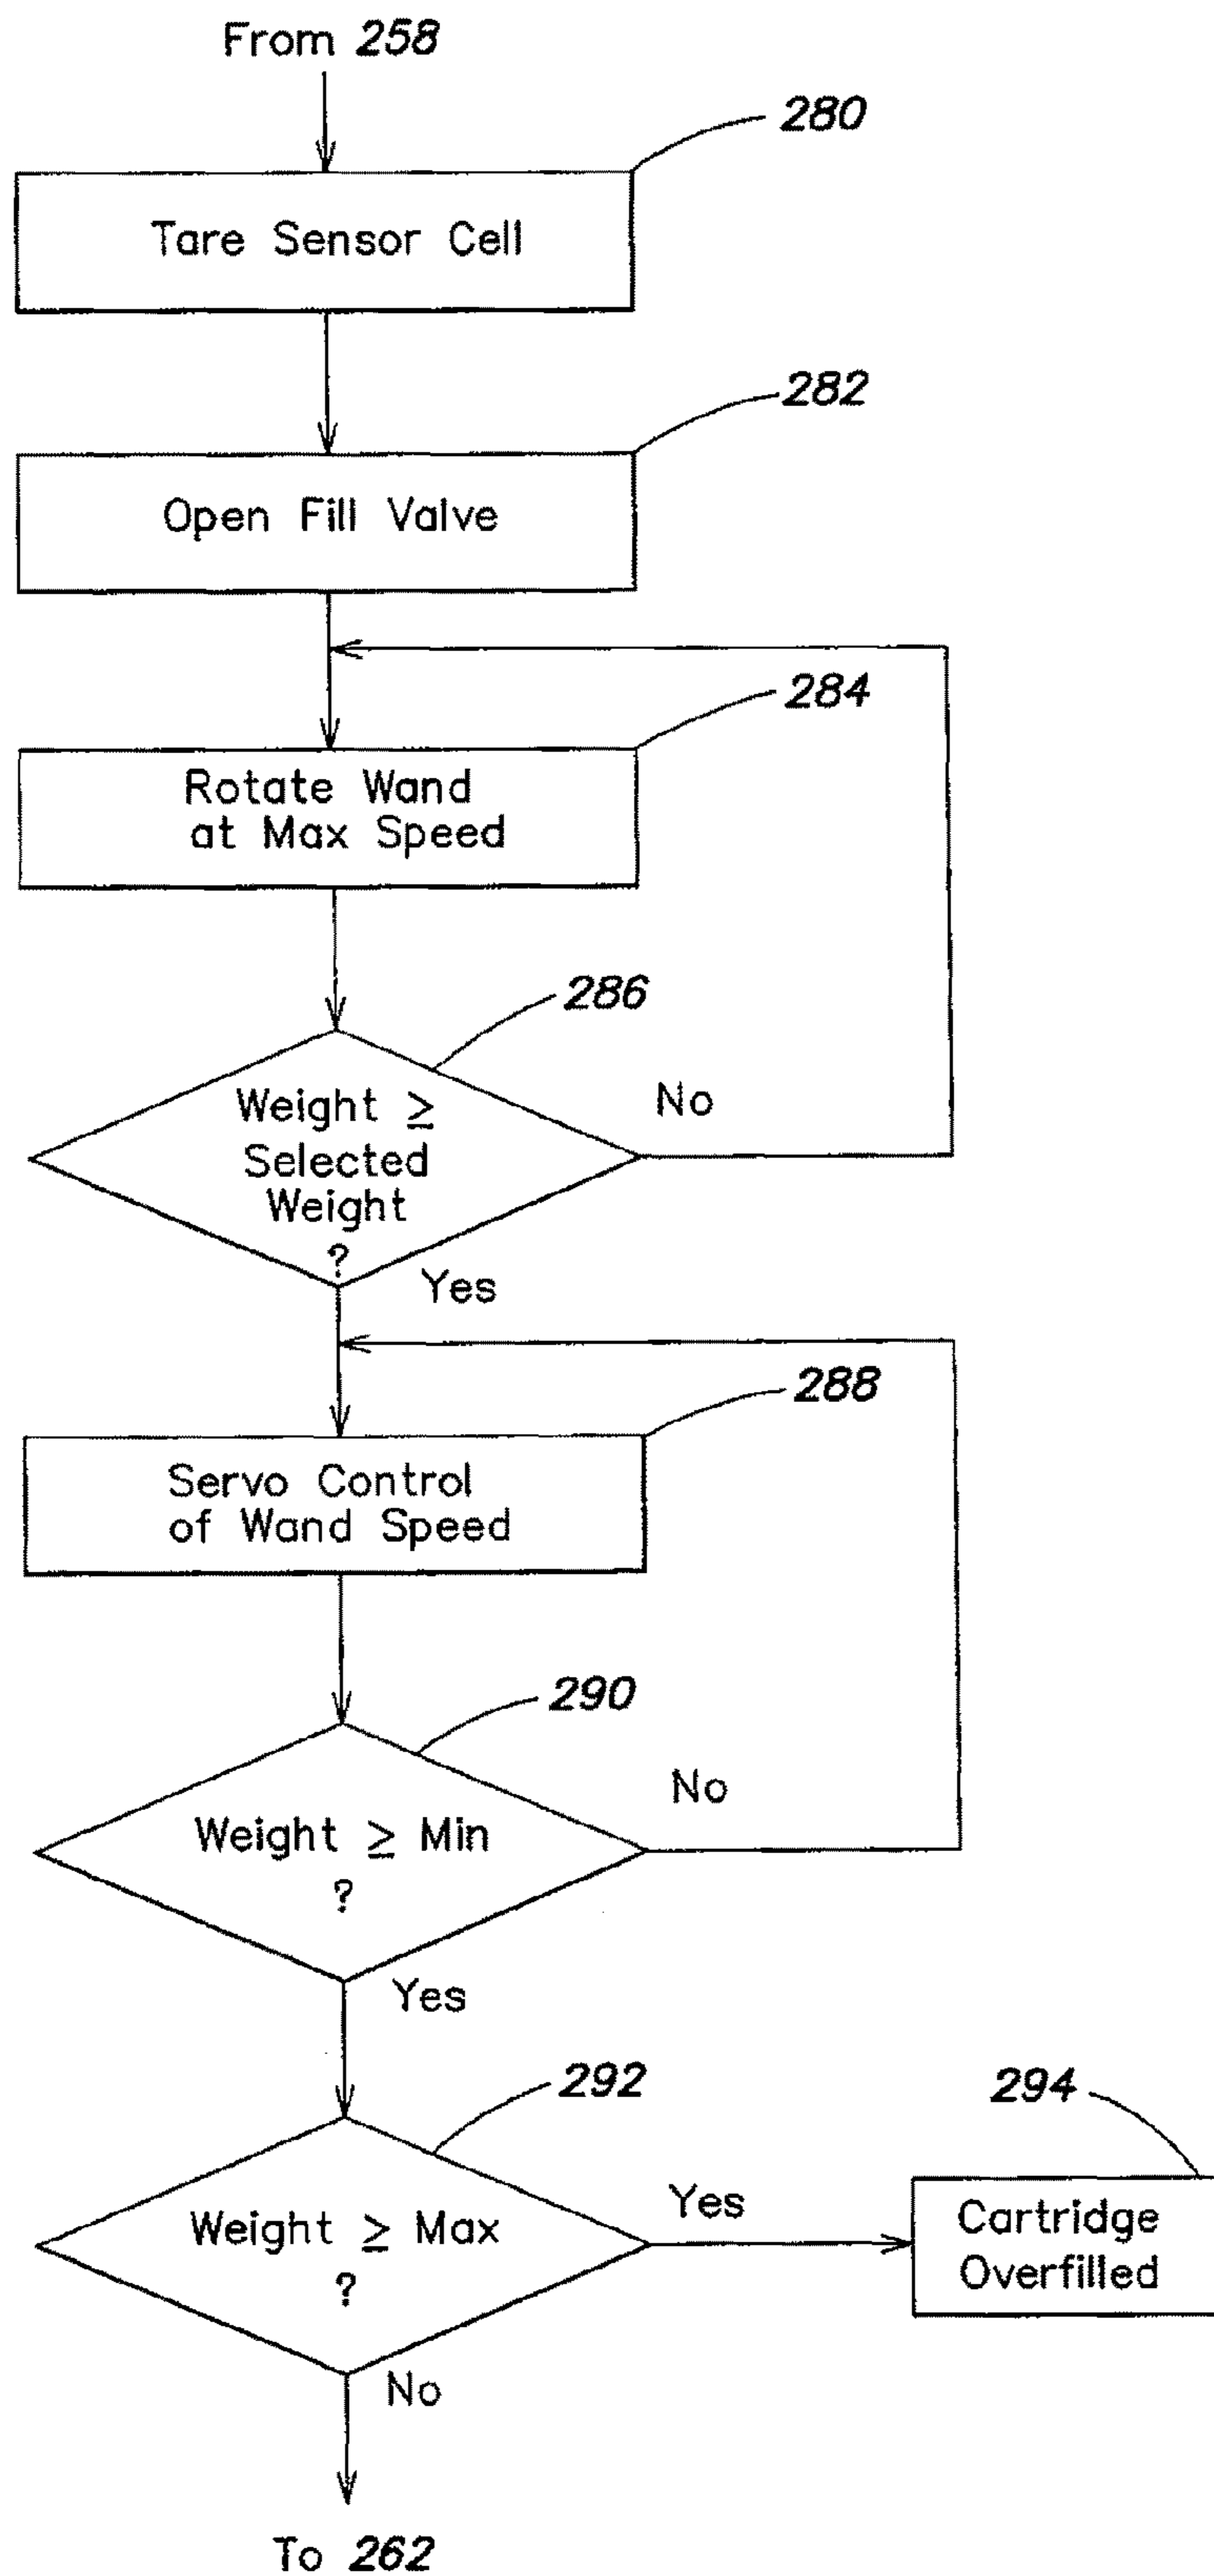 From 258
280
Tare Sensor Cell
282
Open Fill Valve
284
Rotate Wand
at Max Speed
286
Weight ≥
Selected
Weight
?
No
Yes
288
Servo Control
of Wand Speed
290
Weight ≥ Min
?
No
Yes
292
294
Weight ≥ Max
?
Yes
Cartridge
Overfilled
No
To 262